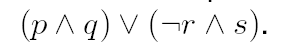 (p ∧ q) ∨ (¬r ∧ s).